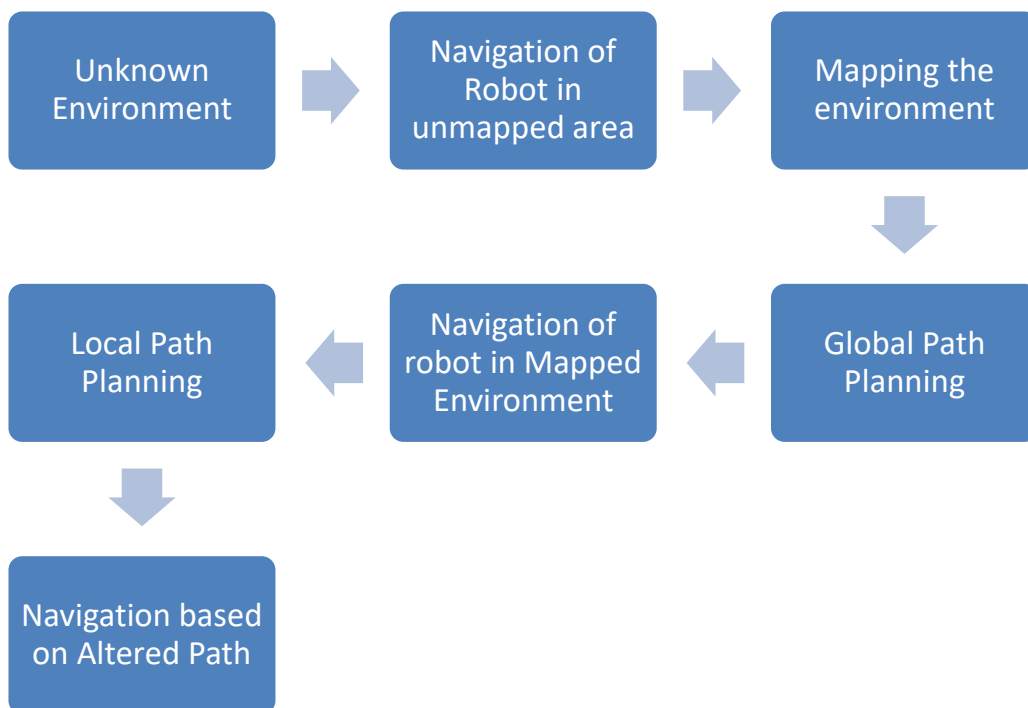 Unknown
Environment
Navigation of
Robot in
unmapped area
Mapping the
environment
Global Path
Planning
Navigation of
robot in Mapped
Environment
Local Path
Planning
Navigation based
on Altered Path